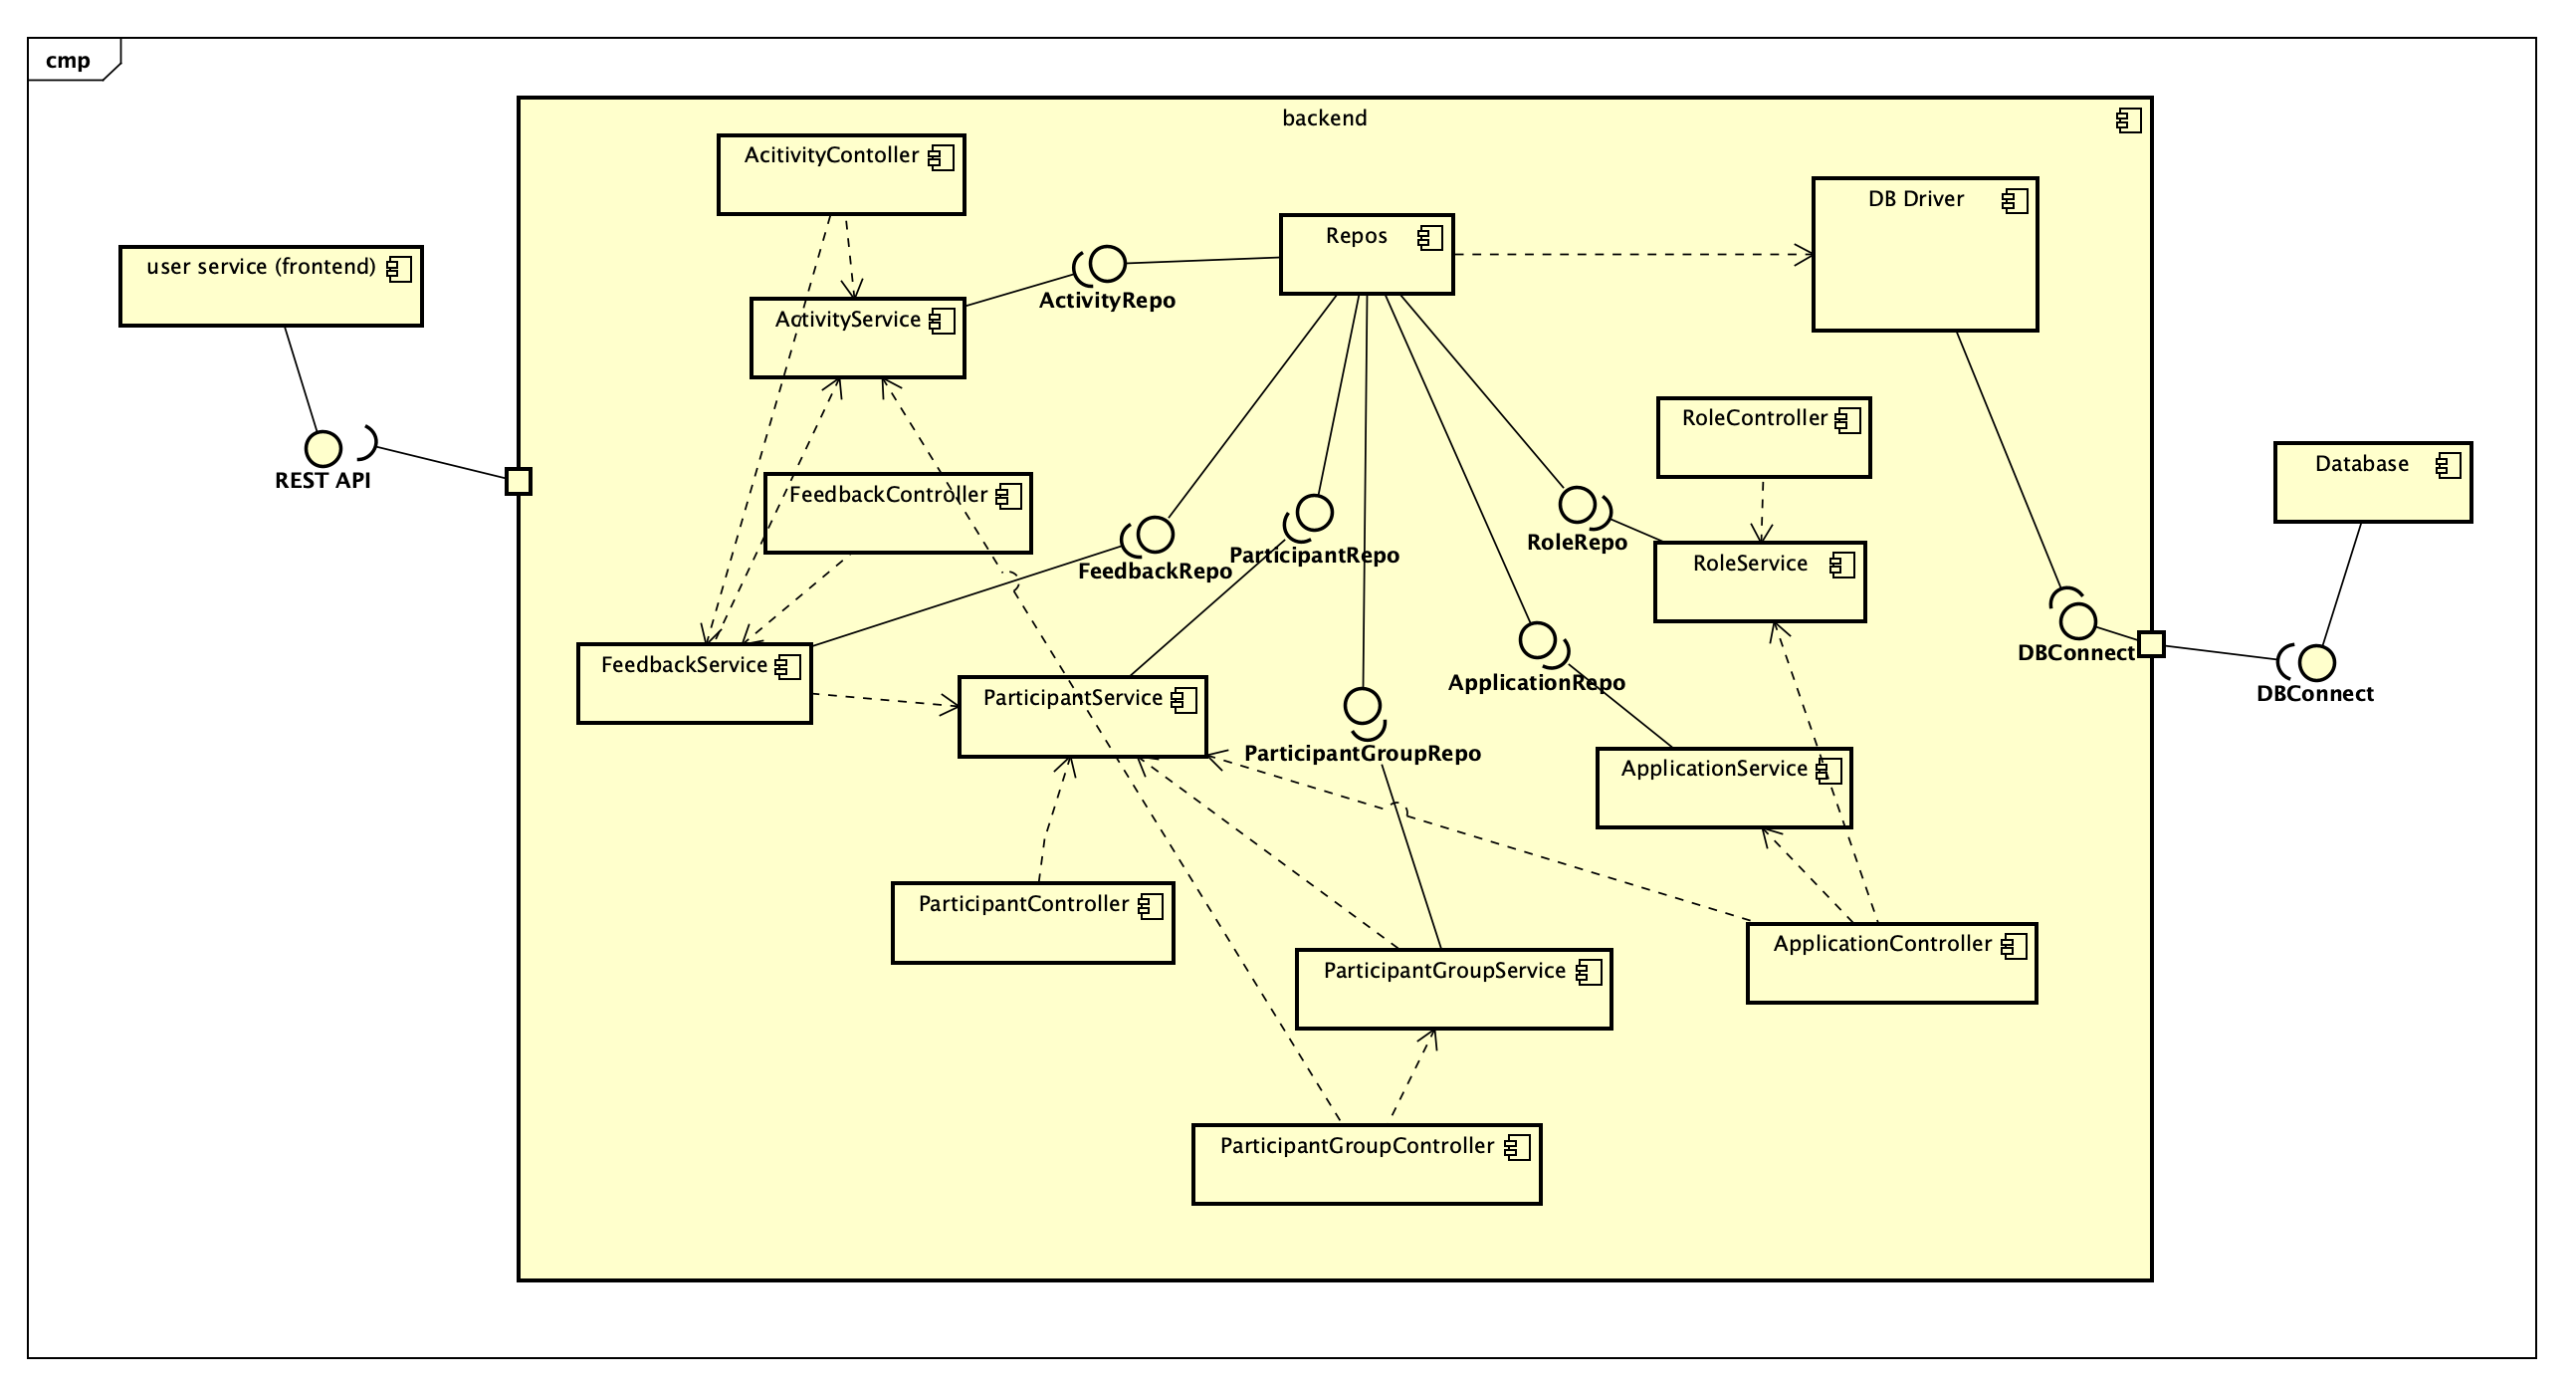 cmp
backend
AcitivityContoller
DB Driver
Repos
user service (frontend)
ActivityRepo
ActivityService
RoleController
Database
REST API
FeedbackController
RoleRepo
ParticipantRepo
FeedbackRepo
RoleService
DBConnect
FeedbackService
ApplicationRepo
DBConnect
ParticipantService
ParticipantGroupRepo
ApplicationService
ParticipantController
ApplicationController
ParticipantGroupService
ParticipantGroupController